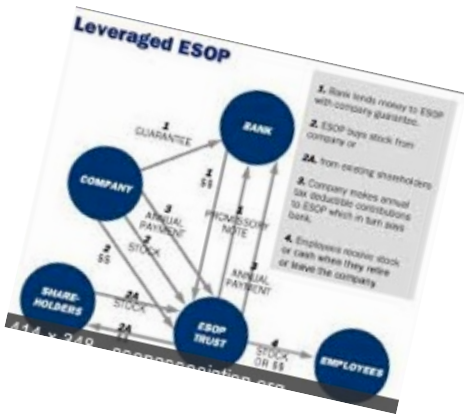 Leveraged ESOP
1. Bank lends money to ESOP
with company guarantee.
2. ESOP buys stock from
company or
2A. from existing shareholders
3. Company makes annual
tax deductible contributions
to ESOP which in turn pays
bank.
4. Employees receive stock
or cash when they retire
or leave the company.
BANK
1
GUARANTEE
COMPANY
1
$$
1
PROMISSORY
NOTE
3
ANNUAL
PAYMENT
2
STOCK
2
$$
3
ANNUAL
PAYMENT
SHARE-
HOLDERS
2A
STOCK
2A
ESOP
TRUST
4
STOCK
OR $$
EMPLOYEES
414 × 349